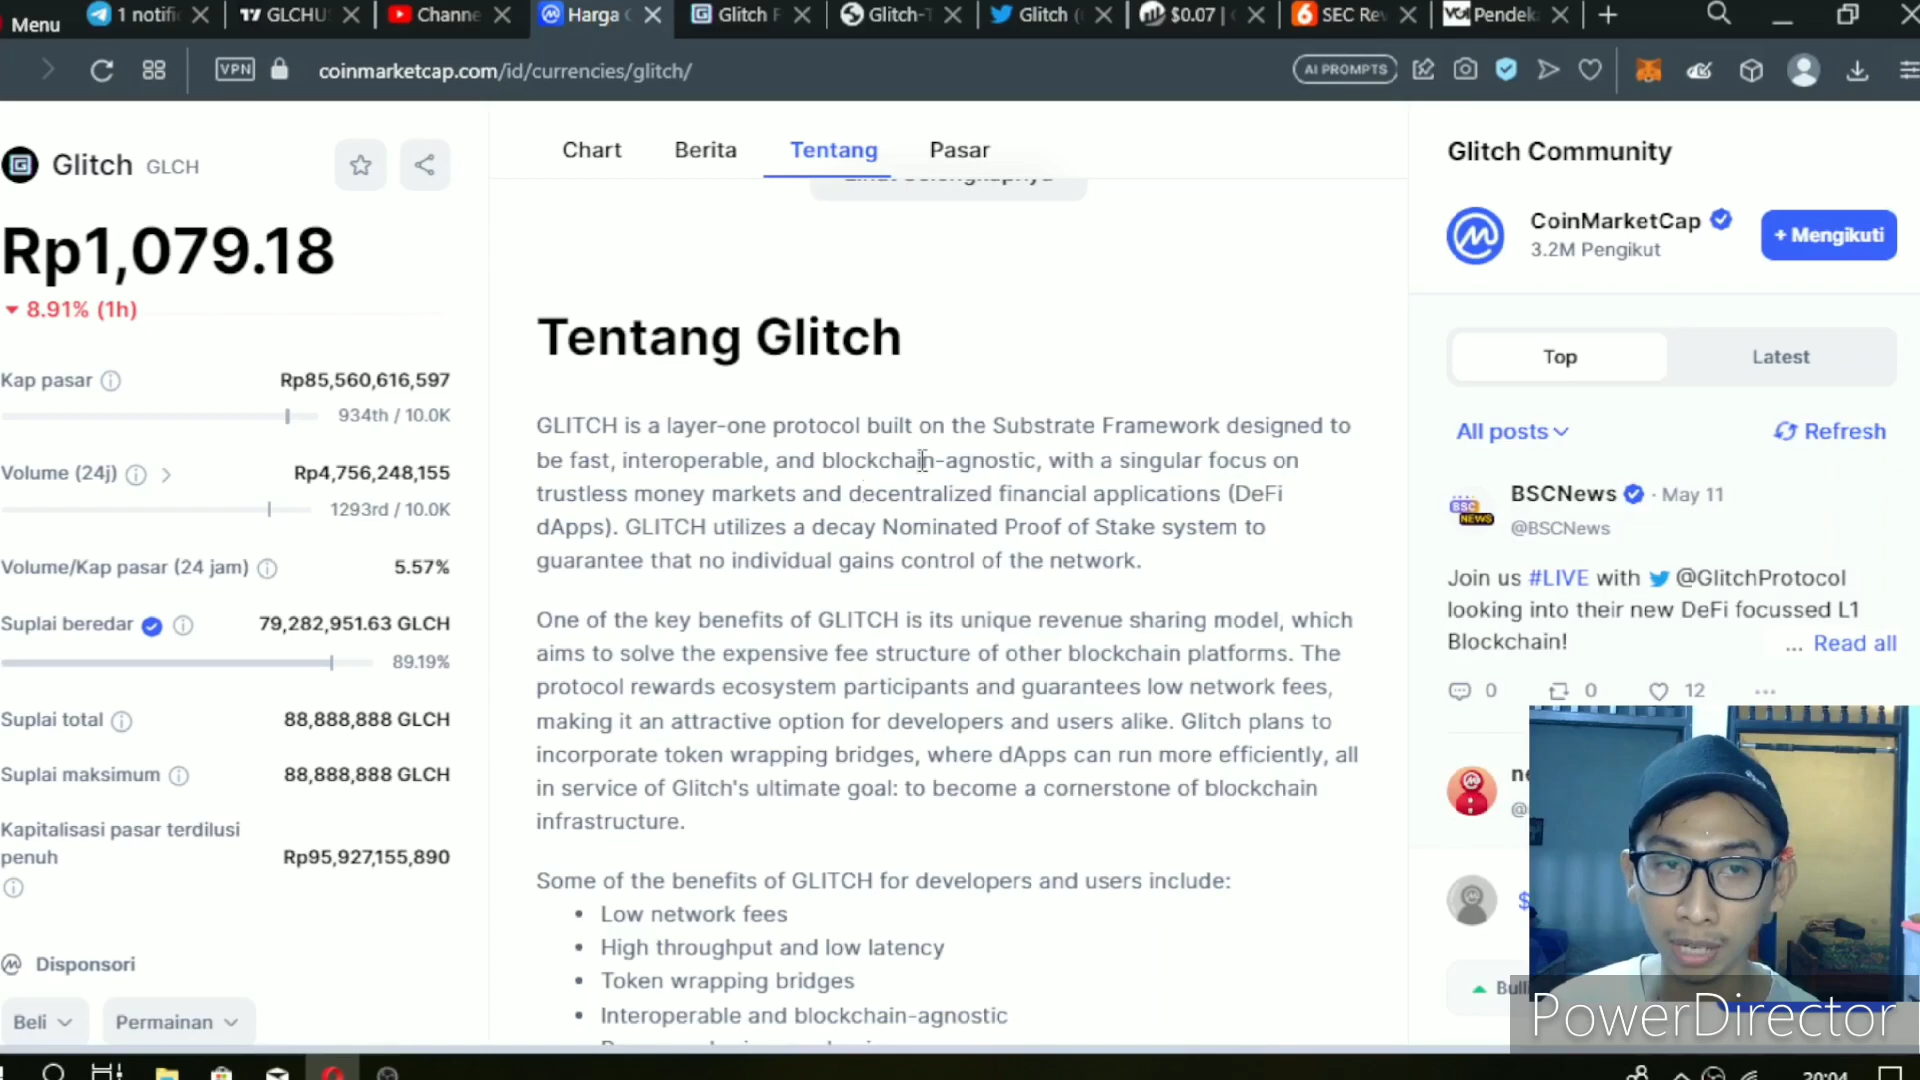 Menu
1 notifi
GLCHU
Channe
Harga
Glitch F
Glitch-T
Glitch (
$0.07 |
SEC Rev
Pendek
VPN
coinmarketcap.com/id/currencies/glitch/
AI PROMPTS
Glitch GLCH
Rp1,079.18
8.91% (1h)
Kap pasar Rp85,560,616,597
934th / 10.0K
Volume (24j) Rp4,756,248,155
1293rd / 10.0K
Volume/Kap pasar (24 jam) 5.57%
Suplai beredar 79,282,951.63 GLCH
89.19%
Suplai total 88,888,888 GLCH
Suplai maksimum 88,888,888 GLCH
Kapitalisasi pasar terdilusi
penuh Rp95,927,155,890
Disponsori
Beli
Permainan
Chart Berita Tentang Pasar
Tentang Glitch
GLITCH is a layer-one protocol built on the Substrate Framework designed to
be fast, interoperable, and blockchain-agnostic, with a singular focus on
trustless money markets and decentralized financial applications (DeFi
dApps). GLITCH utilizes a decay Nominated Proof of Stake system to
guarantee that no individual gains control of the network.
One of the key benefits of GLITCH is its unique revenue sharing model, which
aims to solve the expensive fee structure of other blockchain platforms. The
protocol rewards ecosystem participants and guarantees low network fees,
making it an attractive option for developers and users alike. Glitch plans to
incorporate token wrapping bridges, where dApps can run more efficiently, all
in service of Glitch's ultimate goal: to become a cornerstone of blockchain
infrastructure.
Some of the benefits of GLITCH for developers and users include:
• Low network fees
• High throughput and low latency
• Token wrapping bridges
• Interoperable and blockchain-agnostic
Glitch Community
CoinMarketCap
3.2M Pengikut
+ Mengikuti
Top Latest
All posts Refresh
BSC NEWS
BSCNews · May 11
@BSCNews
Join us #LIVE with @GlitchProtocol
looking into their new DeFi focussed L1
Blockchain! ... Read all
0 0 12
ne
@
$
Bulli
PowerDirector
20:04